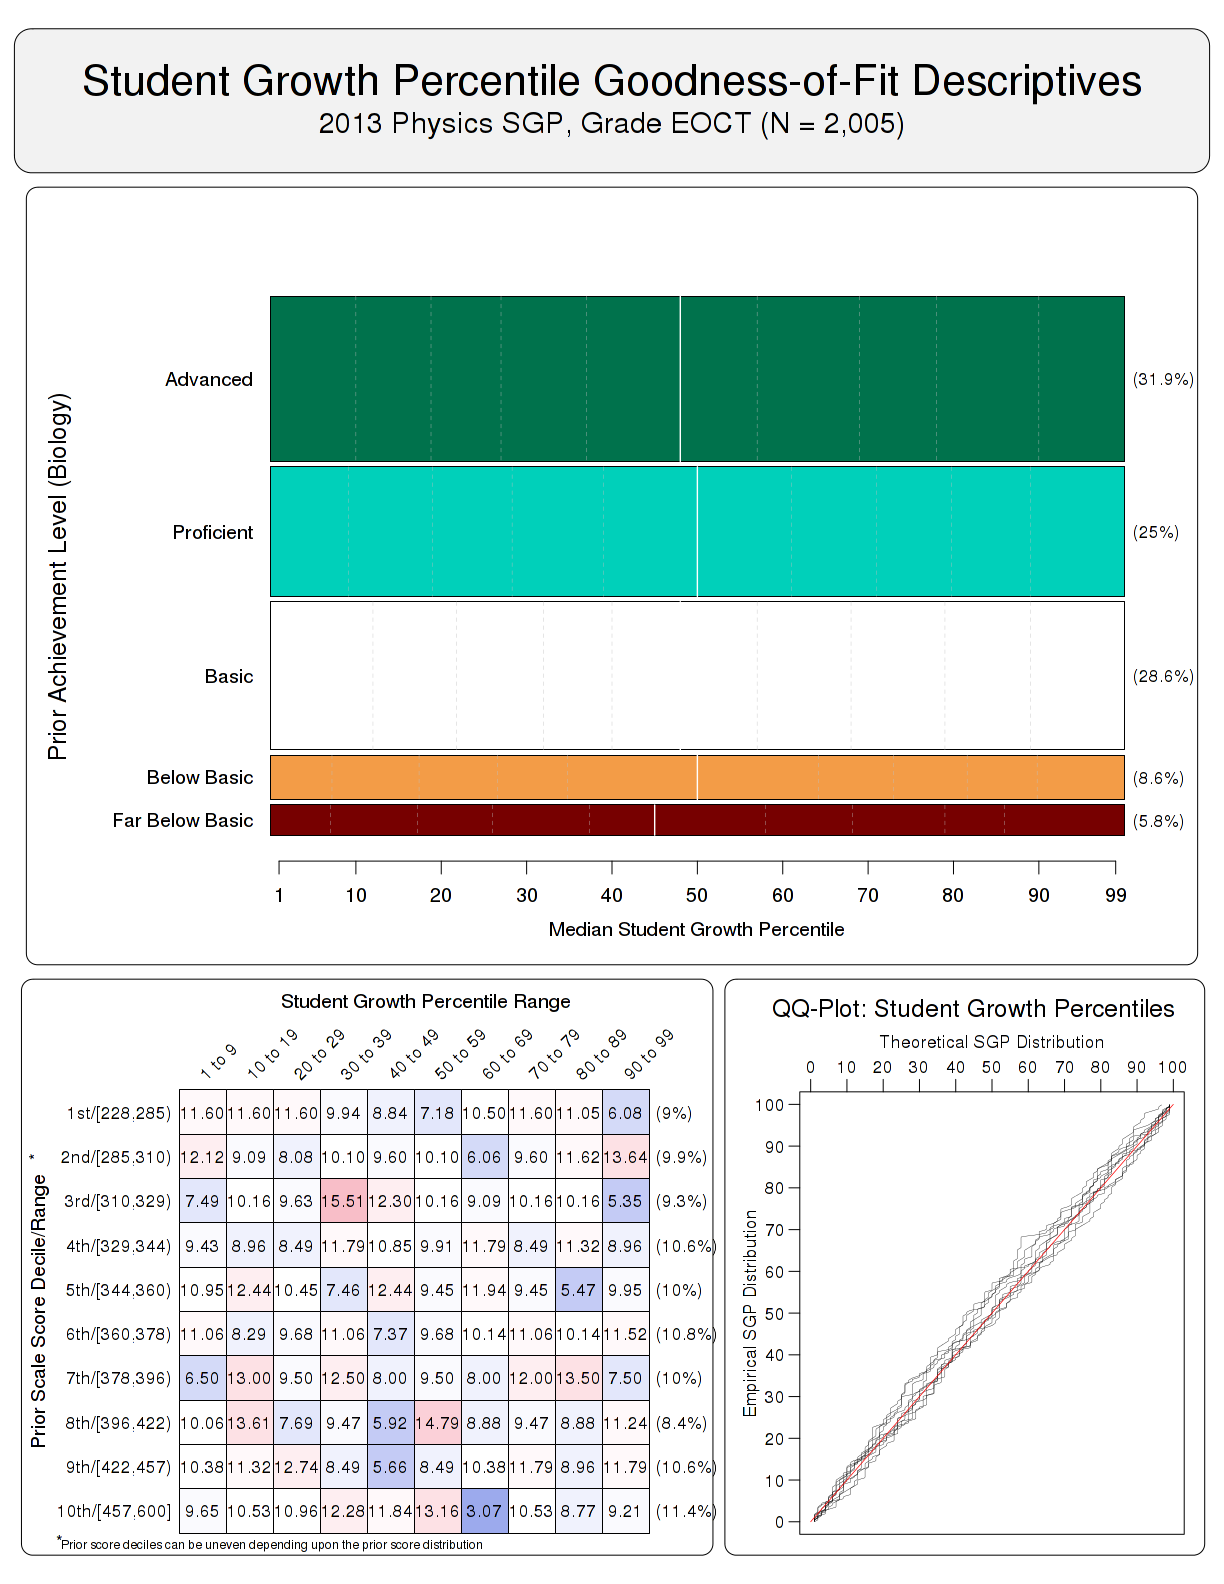 Student Growth Percentile Goodness-of-Fit Descriptives
2013 Physics SGP, Grade EOCT (N = 2,005)
Prior Achievement Level (Biology)
Advanced (31.9%)
Proficient (25%)
Basic (28.6%)
Below Basic (8.6%)
Far Below Basic (5.8%)
1 10 20 30 40 50 60 70 80 90 99
Median Student Growth Percentile
Student Growth Percentile Range
1 to 9 10 to 19 20 to 29 30 to 39 40 to 49 50 to 59 60 to 69 70 to 79 80 to 89 90 to 99
Prior Scale Score Decile/Range *
1st/[228,285) 11.60 11.60 11.60 9.94 8.84 7.18 10.50 11.60 11.05 6.08 (9%)
2nd/[285,310) 12.12 9.09 8.08 10.10 9.60 10.10 6.06 9.60 11.62 13.64 (9.9%)
3rd/[310,329) 7.49 10.16 9.63 15.51 12.30 10.16 9.09 10.16 10.16 5.35 (9.3%)
4th/[329,344) 9.43 8.96 8.49 11.79 10.85 9.91 11.79 8.49 11.32 8.96 (10.6%)
5th/[344,360) 10.95 12.44 10.45 7.46 12.44 9.45 11.94 9.45 5.47 9.95 (10%)
6th/[360,378) 11.06 8.29 9.68 11.06 7.37 9.68 10.14 11.06 10.14 11.52 (10.8%)
7th/[378,396) 6.50 13.00 9.50 12.50 8.00 9.50 8.00 12.00 13.50 7.50 (10%)
8th/[396,422) 10.06 13.61 7.69 9.47 5.92 14.79 8.88 9.47 8.88 11.24 (8.4%)
9th/[422,457) 10.38 11.32 12.74 8.49 5.66 8.49 10.38 11.79 8.96 11.79 (10.6%)
10th/[457,600] 9.65 10.53 10.96 12.28 11.84 13.16 3.07 10.53 8.77 9.21 (11.4%)
*Prior score deciles can be uneven depending upon the prior score distribution
QQ-Plot: Student Growth Percentiles
Theoretical SGP Distribution
0 10 20 30 40 50 60 70 80 90 100
Empirical SGP Distribution
100
90
80
70
60
50
40
30
20
10
0